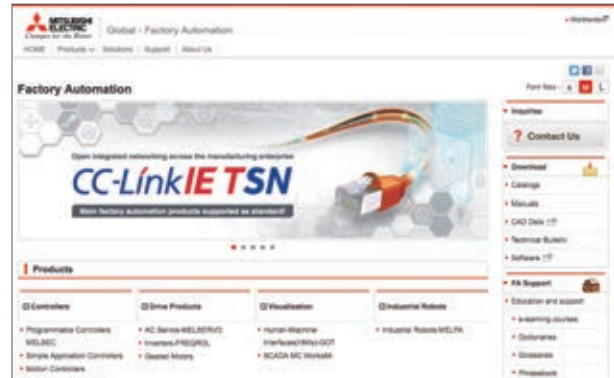 MITSUBISHI
ELECTRIC
Changes for the Better
Global - Factory Automation
Worldwide
HOME
Products
Solutions
Support
About Us
Font Size
S
M
L
Factory Automation
Open integrated networking across the manufacturing enterprise
CC-Link IE TSN
Main factory automation products supported as standard!
Inquiries
? Contact Us
Download
Catalogs
Manuals
CAD Data
Technical Bulletin
Software
FA Support
Education and support
e-learning courses
Dictionaries
Glossaries
Phrasebook
Products
Controllers
Drive Products
Visualization
Industrial Robots
Programmable Controllers
MELSEC
Simple Application Controllers
Motion Controllers
AC Servos-MELSERVO
Inverters-FREQROL
Geared Motors
Human-Machine
Interfaces(HMIs)-GOT
SCADA MC Works64
Industrial Robots-MELFA